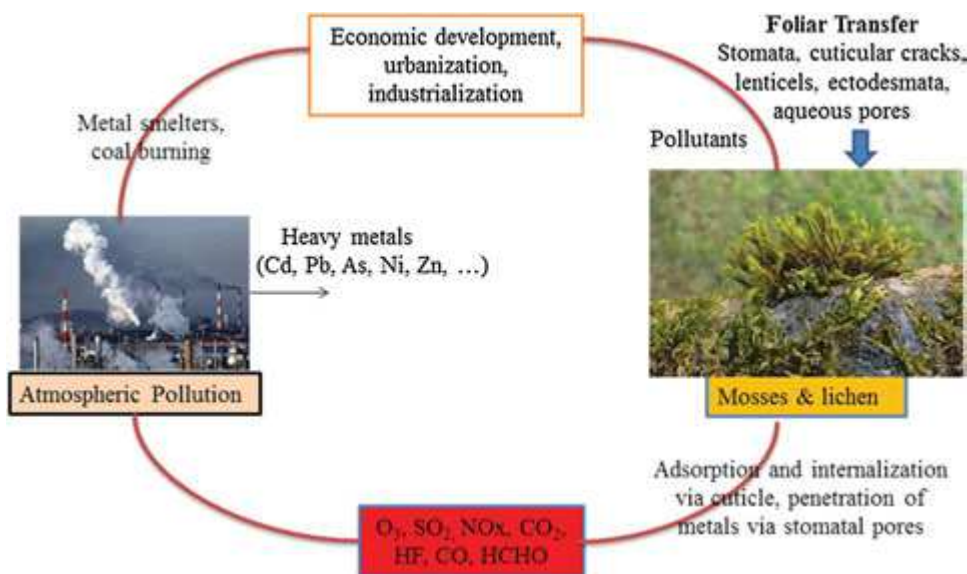 Economic development,
urbanization,
industrialization
Foliar Transfer
Stomata, cuticular cracks,
lenticels, ectodesmata,
aqueous pores
Metal smelters,
coal burning
Pollutants
Heavy metals
(Cd, Pb, As, Ni, Zn, …)
Atmospheric Pollution
Mosses & lichen
Adsorption and internalization
via cuticle, penetration of
metals via stomatal pores
O₃, SO₂, NOx, CO₂,
HF, CO, HCHO